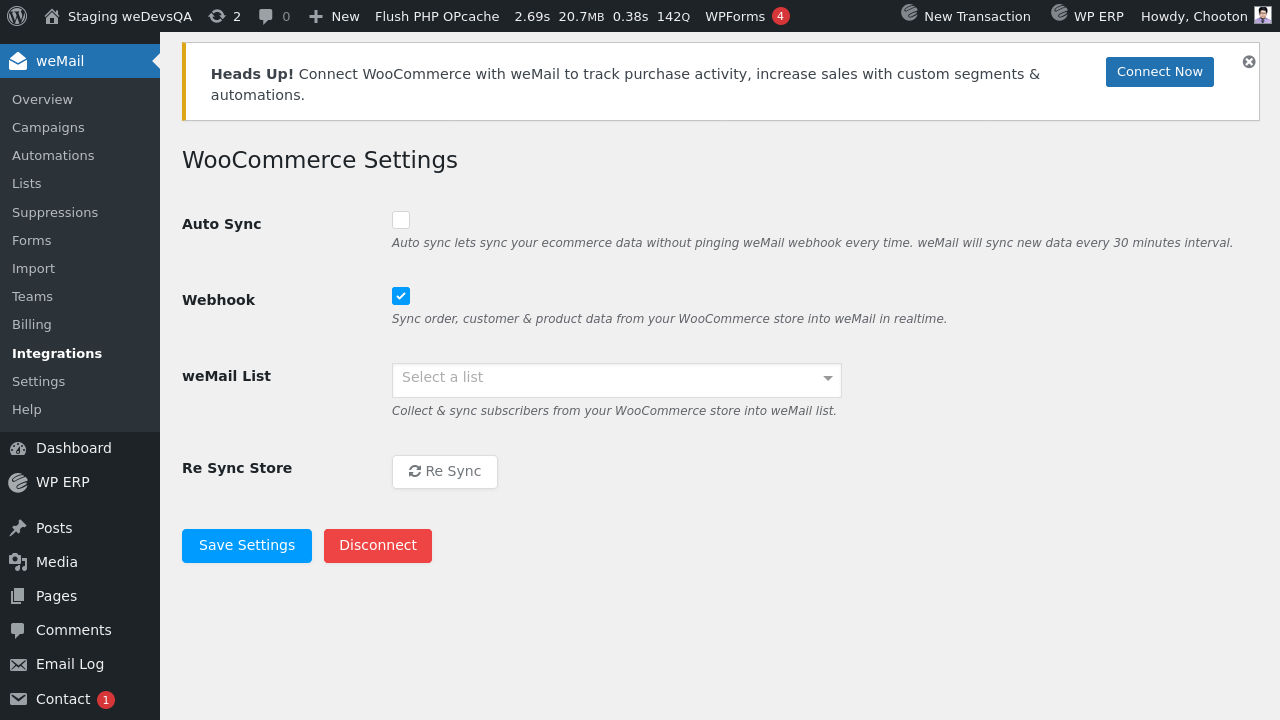 Staging weDevsQA 2 0 New Flush PHP OPcache 2.69s 20.7MB 0.38s 142Q WPForms 4 New Transaction WP ERP Howdy, Chooton
weMail
Overview
Campaigns
Automations
Lists
Suppressions
Forms
Import
Teams
Billing
Integrations
Settings
Help
Dashboard
WP ERP
Posts
Media
Pages
Comments
Email Log
Contact 1
Heads Up! Connect WooCommerce with weMail to track purchase activity, increase sales with custom segments &
automations.
Connect Now
WooCommerce Settings
Auto Sync
Auto sync lets sync your ecommerce data without pinging weMail webhook every time. weMail will sync new data every 30 minutes interval.
Webhook
Sync order, customer & product data from your WooCommerce store into weMail in realtime.
weMail List
Select a list
Collect & sync subscribers from your WooCommerce store into weMail list.
Re Sync Store
Re Sync
Save Settings
Disconnect